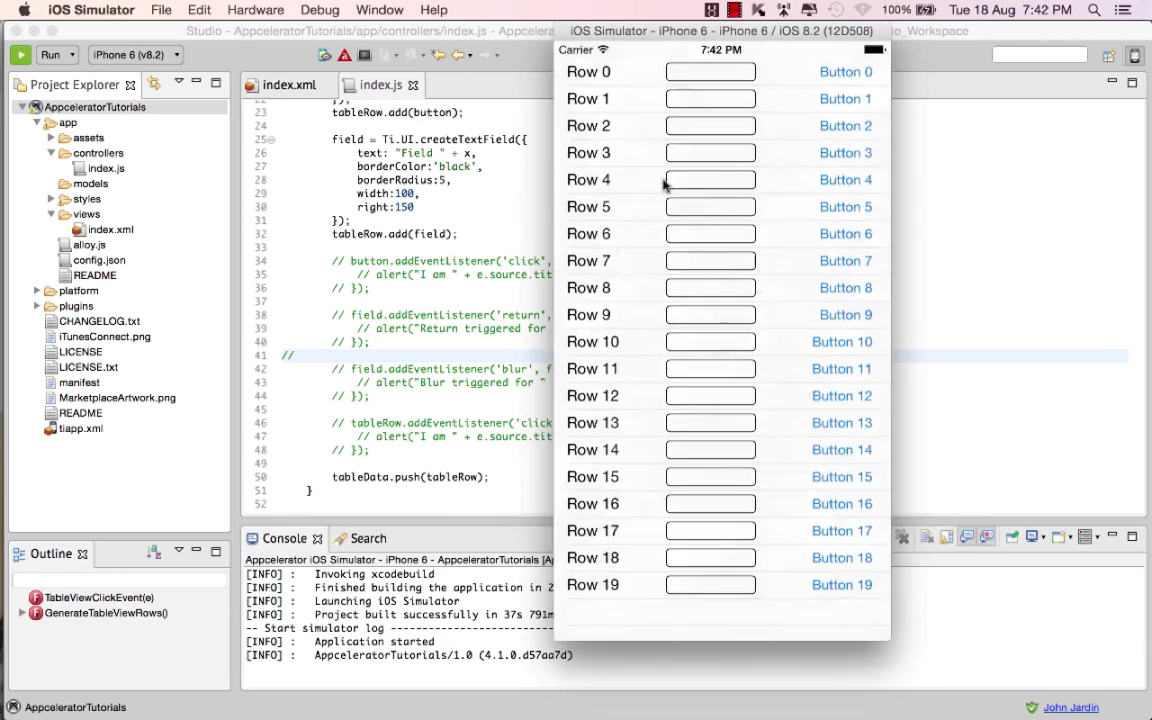 iOS Simulator File Edit Hardware Debug Window Help 100% Tue 18 Aug 7:42 PM
Studio - AppceleratorTutorials/app/controllers/index.js - Appcelera
iOS Simulator - iPhone 6 - iPhone 6 / iOS 8.2 (12D508)
o_Workspace
Run iPhone 6 (v8.2)
Carrier 7:42 PM
Project Explorer
AppceleratorTutorials
app
assets
controllers
index.js
models
styles
views
index.xml
alloy.js
config.json
README
platform
plugins
CHANGELOG.txt
iTunesConnect.png
LICENSE
LICENSE.txt
manifest
MarketplaceArtwork.png
README
tiapp.xml
Outline
TableViewClickEvent(e)
GenerateTableViewRows()
index.xml index.js
22 });
23 tableRow.add(button);
24
25 field = Ti.UI.createTextField({
26 text: "Field " + x,
27 borderColor:'black',
28 borderRadius:5,
29 width:100,
30 right:150
31 });
32 tableRow.add(field);
33
34 // button.addEventListener('click',
35 // alert("I am " + e.source.tit
36 // });
37
38 // field.addEventListener('return',
39 // alert("Return triggered for
40 // });
41 //
42 // field.addEventListener('blur', f
43 // alert("Blur triggered for "
44 // });
45
46 // tableRow.addEventListener('click
47 // alert("I am " + e.source.tit
48 // });
49
50 tableData.push(tableRow);
51 }
52
Row 0 Button 0
Row 1 Button 1
Row 2 Button 2
Row 3 Button 3
Row 4 Button 4
Row 5 Button 5
Row 6 Button 6
Row 7 Button 7
Row 8 Button 8
Row 9 Button 9
Row 10 Button 10
Row 11 Button 11
Row 12 Button 12
Row 13 Button 13
Row 14 Button 14
Row 15 Button 15
Row 16 Button 16
Row 17 Button 17
Row 18 Button 18
Row 19 Button 19
Console Search
Appcelerator iOS Simulator - iPhone 6 - AppceleratorTutorials [Ap
[INFO] : Invoking xcodebuild
[INFO] : Finished building the application in 2
[INFO] : Launching iOS Simulator
[INFO] : Project built successfully in 37s 791m
-- Start simulator log
[INFO] : Application started
[INFO] : AppceleratorTutorials/1.0 (4.1.0.d57aa7d)
AppceleratorTutorials
John Jardin